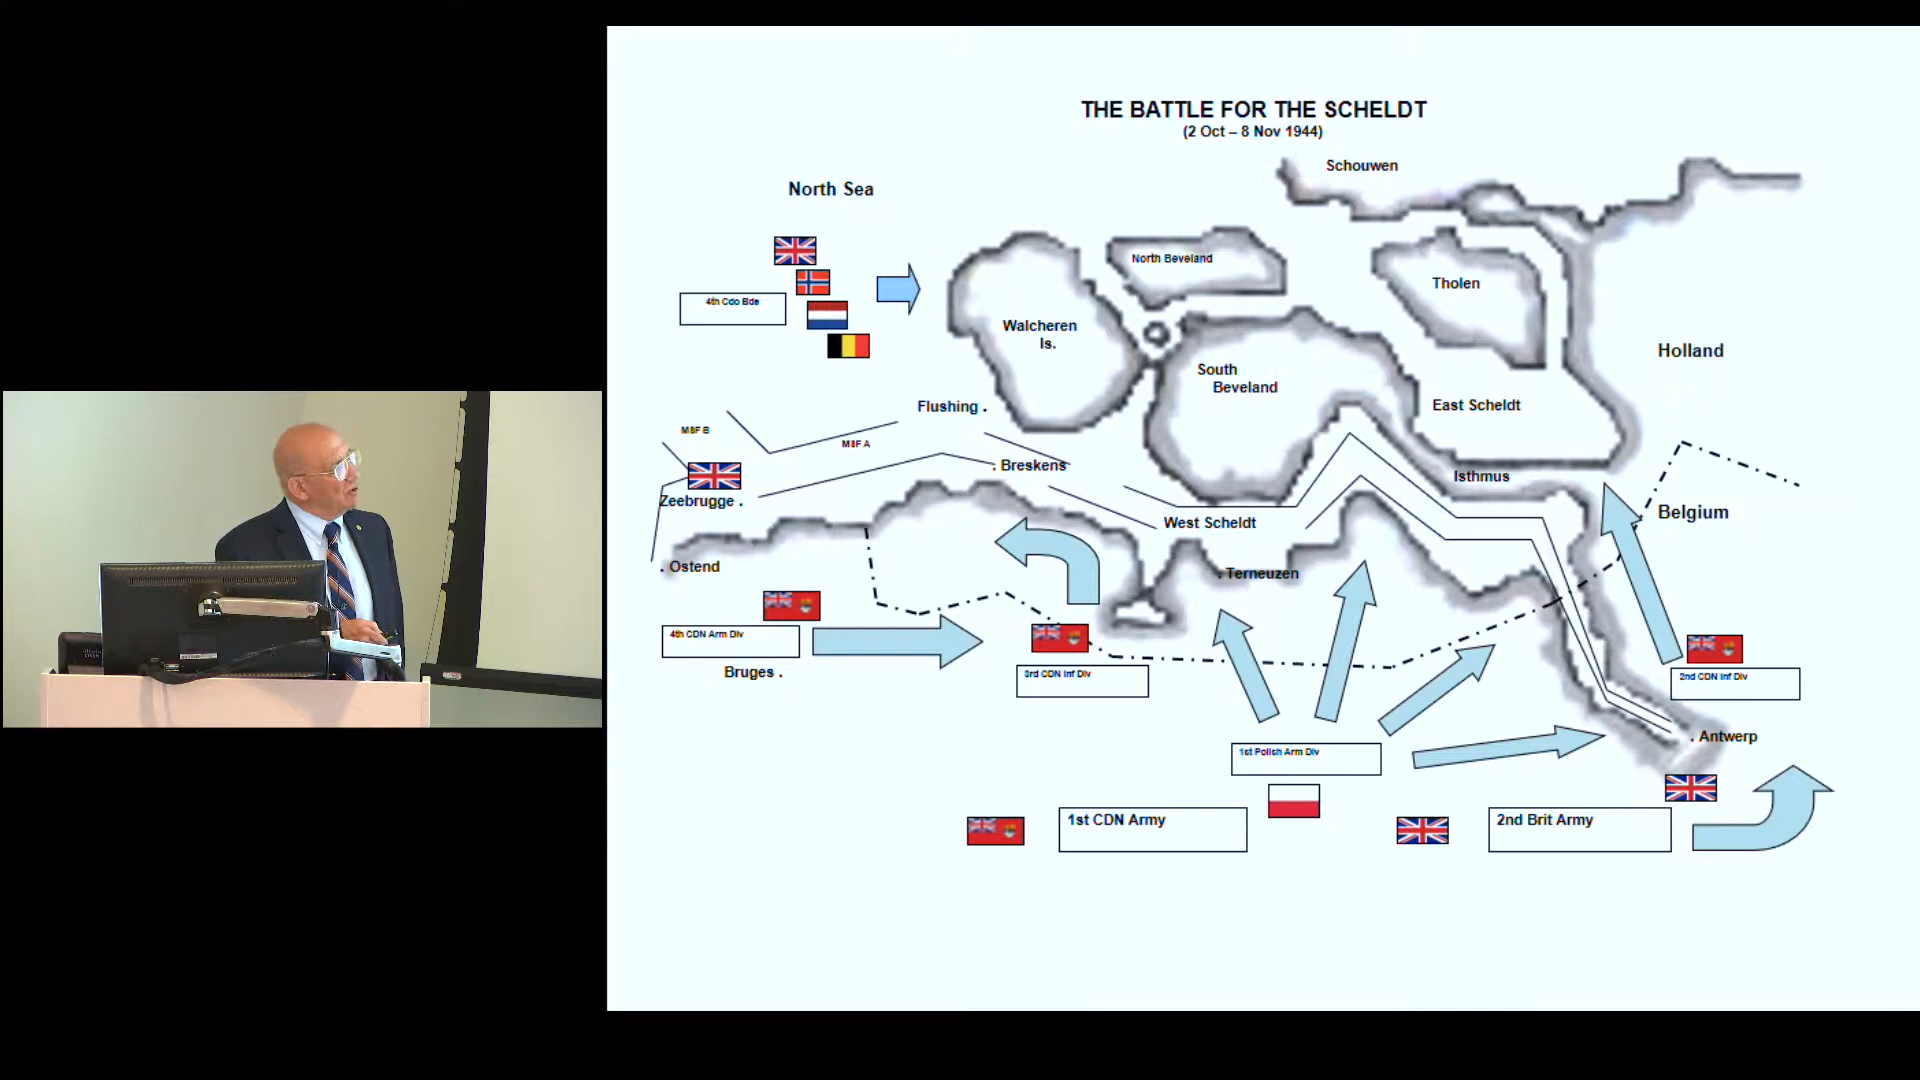 THE BATTLE FOR THE SCHELDT
(2 Oct – 8 Nov 1944)
Schouwen
North Sea
North Beveland
Tholen
4th Cdo Bde
Walcheren
Is.
Holland
South
Beveland
Flushing .
East Scheldt
MSF B
MSF A
. Breskens
Isthmus
Zeebrugge .
Belgium
West Scheldt
. Ostend
. Terneuzen
4th CDN Arm Div
Bruges .
3rd CDN Inf Div
2nd CDN Inf Div
. Antwerp
1st Polish Arm Div
1st CDN Army
2nd Brit Army